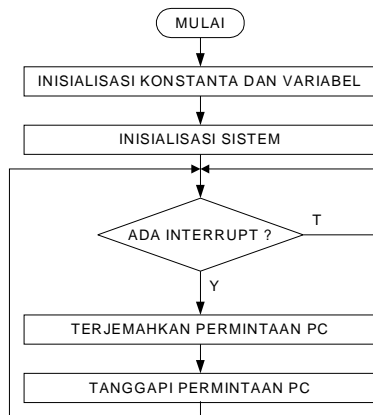 MULAI
INISIALISASI KONSTANTA DAN VARIABEL
INISIALISASI SISTEM
ADA INTERRUPT ?
T
Y
TERJEMAHKAN PERMINTAAN PC
TANGGAPI PERMINTAAN PC